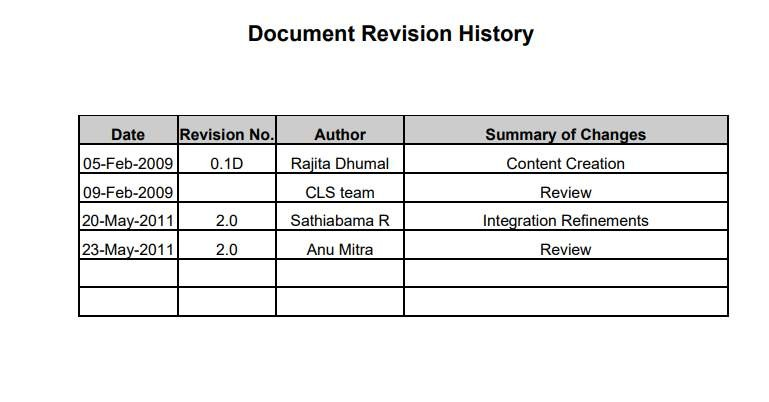 Document Revision History
Date Revision No. Author Summary of Changes
05-Feb-2009 0.1D Rajita Dhumal Content Creation
09-Feb-2009 CLS team Review
20-May-2011 2.0 Sathiabama R Integration Refinements
23-May-2011 2.0 Anu Mitra Review